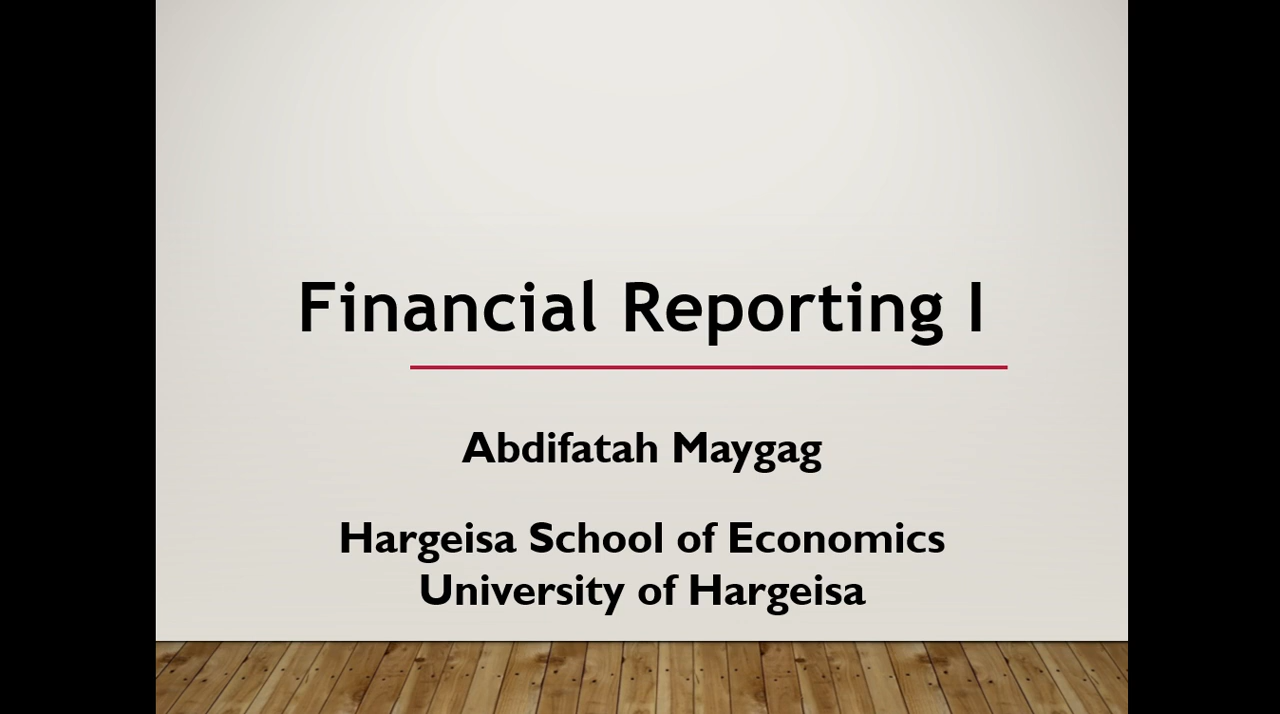 Financial Reporting I
Abdifatah Maygag
Hargeisa School of Economics
University of Hargeisa